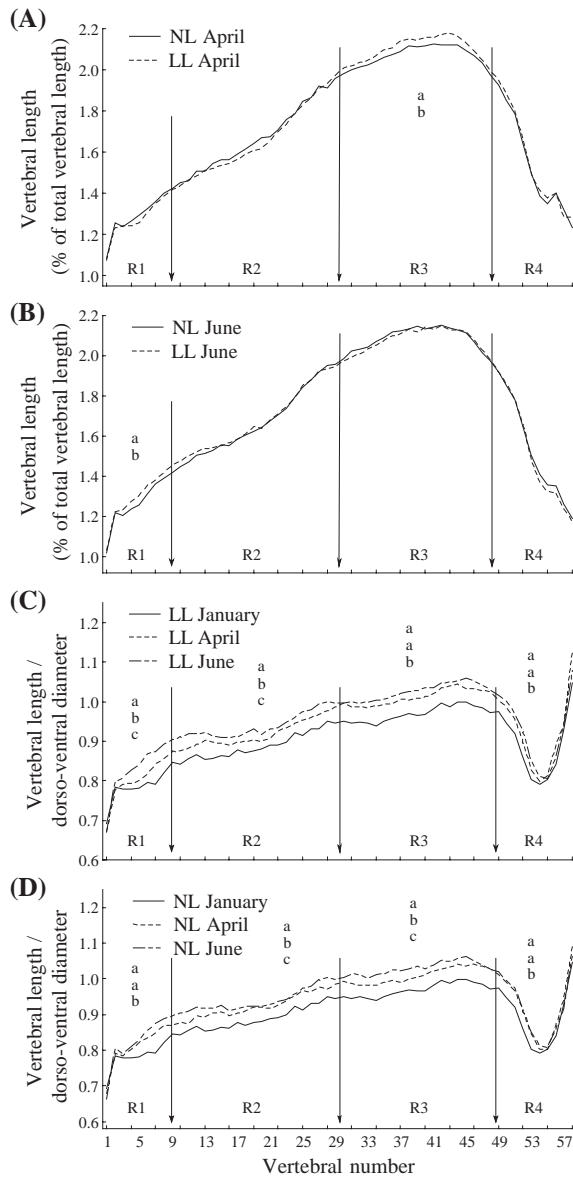 (A)
NL April
LL April
2.2
2.0
1.8
1.6
1.4
1.2
1.0
Vertebral length
(% of total vertebral length)
a
b
R1 R2 R3 R4
(B)
NL June
LL June
2.2
2.0
1.8
1.6
1.4
1.2
1.0
Vertebral length
(% of total vertebral length)
a
b
R1 R2 R3 R4
(C)
LL January
LL April
LL June
1.2
1.1
1.0
0.9
0.8
0.7
0.6
Vertebral length /
dorso-ventral diameter
a
b
c
a
b
c
a
a
b
a
a
b
R1 R2 R3 R4
(D)
NL January
NL April
NL June
1.2
1.1
1.0
0.9
0.8
0.7
0.6
Vertebral length /
dorso-ventral diameter
a
a
b
a
b
c
a
b
c
a
a
b
R1 R2 R3 R4
1 5 9 13 17 21 25 29 33 37 41 45 49 53 57
Vertebral number